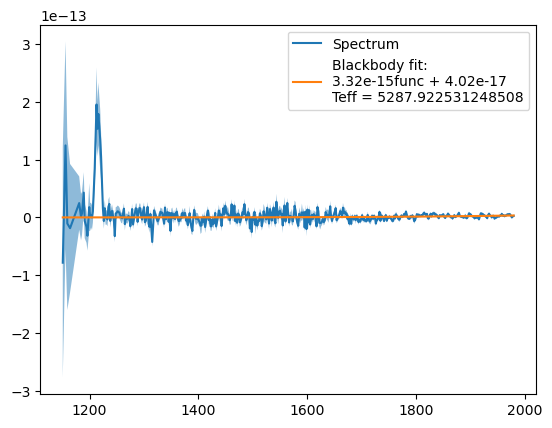 1e−13
Spectrum
Blackbody fit:
3.32e-15func + 4.02e-17
Teff = 5287.922531248508
3
2
1
0
−1
−2
−3
1200
1400
1600
1800
2000